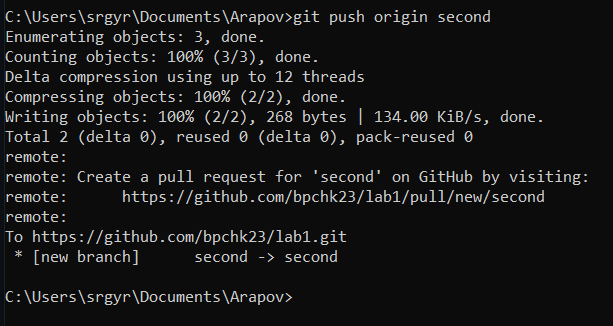 C:\Users\srgyr\Documents\Arapov>git push origin second
Enumerating objects: 3, done.
Counting objects: 100% (3/3), done.
Delta compression using up to 12 threads
Compressing objects: 100% (2/2), done.
Writing objects: 100% (2/2), 268 bytes | 134.00 KiB/s, done.
Total 2 (delta 0), reused 0 (delta 0), pack-reused 0
remote:
remote: Create a pull request for 'second' on GitHub by visiting:
remote:      https://github.com/bpchk23/lab1/pull/new/second
remote:
To https://github.com/bpchk23/lab1.git
 * [new branch]      second -> second
C:\Users\srgyr\Documents\Arapov>